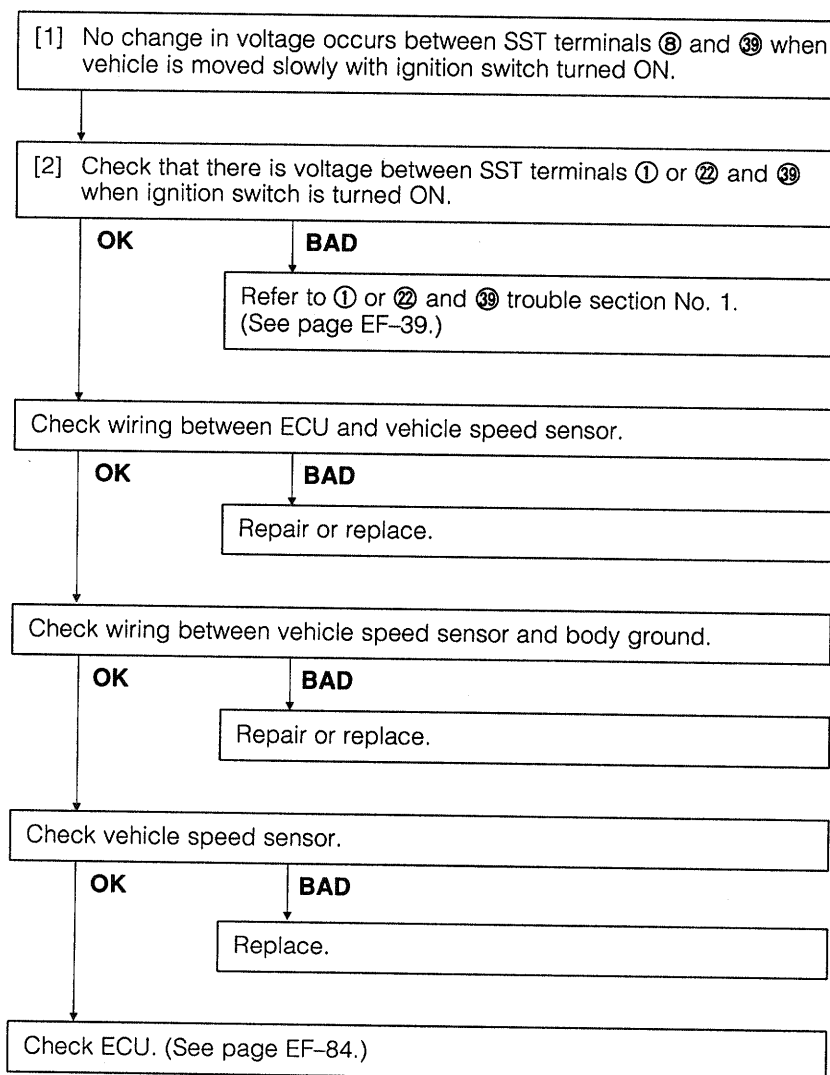 [1] No change in voltage occurs between SST terminals ⑧ and ㊴ when
vehicle is moved slowly with ignition switch turned ON.
[2] Check that there is voltage between SST terminals ① or ㉒ and ㊴
when ignition switch is turned ON.
OK BAD
Refer to ① or ㉒ and ㊴ trouble section No. 1.
(See page EF–39.)
Check wiring between ECU and vehicle speed sensor.
OK BAD
Repair or replace.
Check wiring between vehicle speed sensor and body ground.
OK BAD
Repair or replace.
Check vehicle speed sensor.
OK BAD
Replace.
Check ECU. (See page EF–84.)